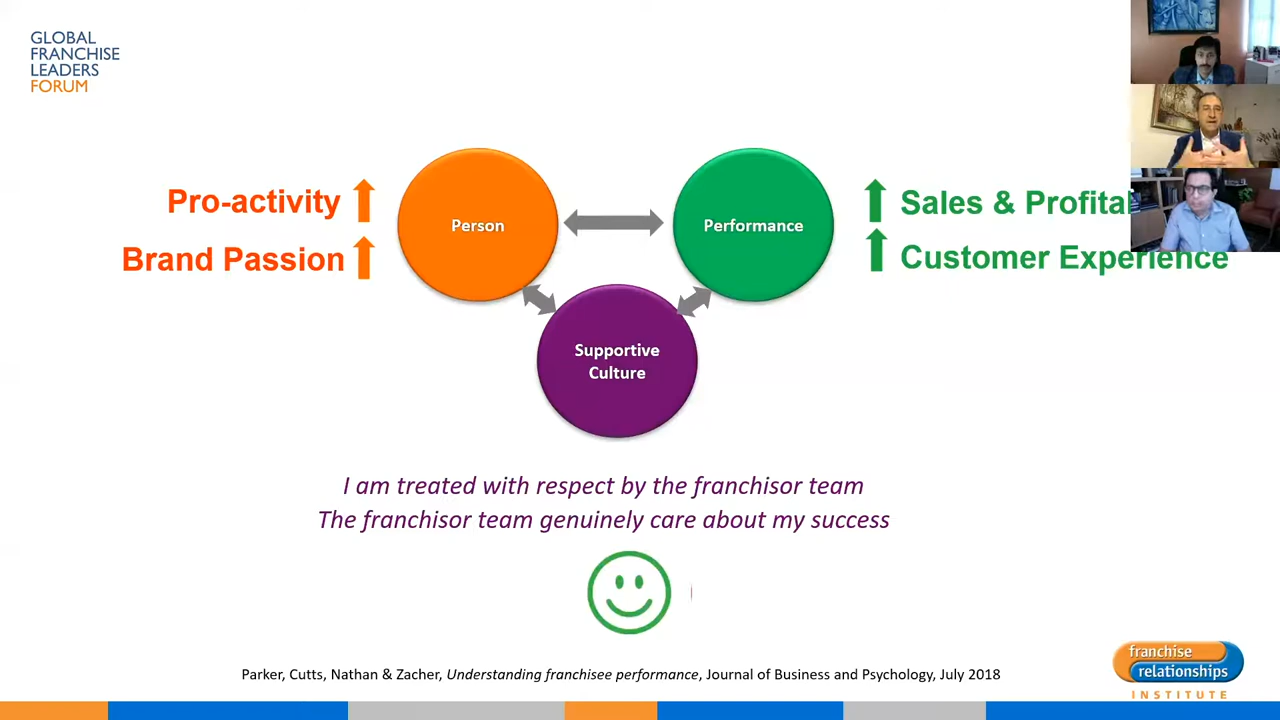 GLOBAL
FRANCHISE
LEADERS
FORUM
Pro-activity
Brand Passion
Person
Performance
Sales & Profita
Customer Experience
Supportive
Culture
I am treated with respect by the franchisor team
The franchisor team genuinely care about my success
Parker, Cutts, Nathan & Zacher, Understanding franchisee performance, Journal of Business and Psychology, July 2018
franchise
relationships
INSTITUTE